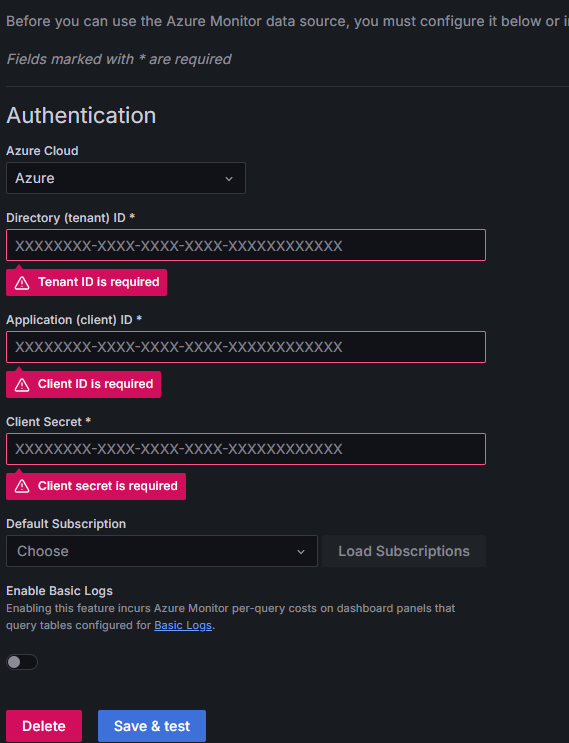 Before you can use the Azure Monitor data source, you must configure it below or i
Fields marked with * are required
Authentication
Azure Cloud
Azure
Directory (tenant) ID *
XXXXXXXX-XXXX-XXXX-XXXX-XXXXXXXXXXXX
Tenant ID is required
Application (client) ID *
XXXXXXXX-XXXX-XXXX-XXXX-XXXXXXXXXXXX
Client ID is required
Client Secret *
XXXXXXXX-XXXX-XXXX-XXXX-XXXXXXXXXXXX
Client secret is required
Default Subscription
Choose
Load Subscriptions
Enable Basic Logs
Enabling this feature incurs Azure Monitor per-query costs on dashboard panels that
query tables configured for Basic Logs.
Delete
Save & test